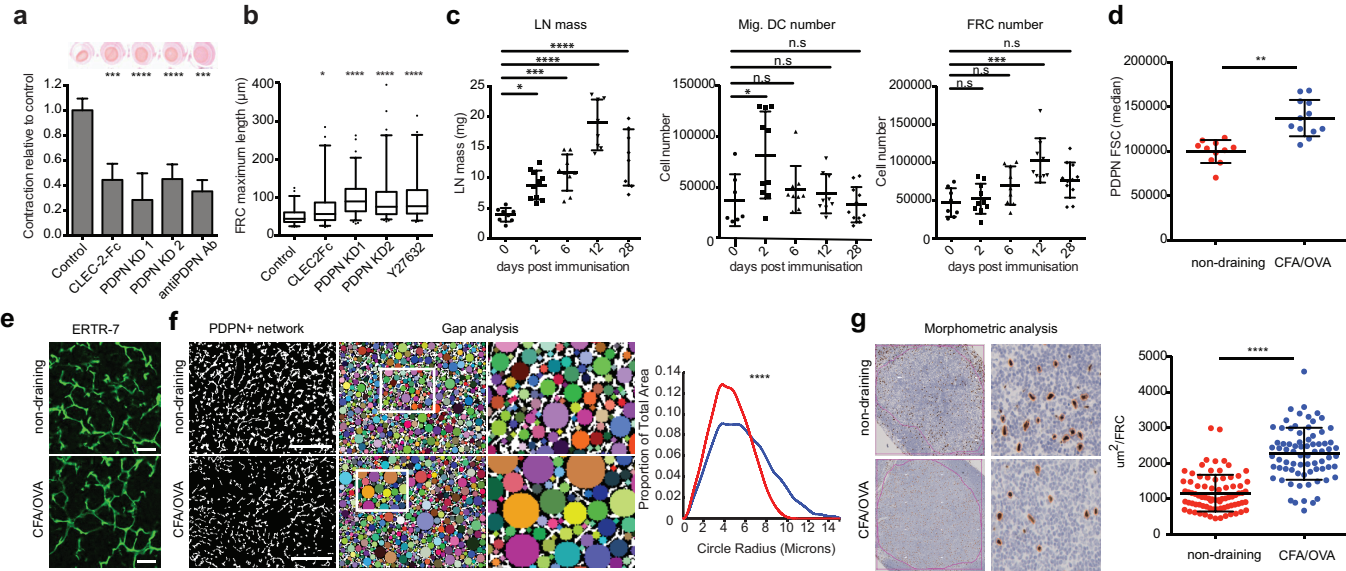 a
*** **** **** ***
Contraction relative to control
1.2
1.0
0.8
0.6
0.4
0.2
0.0
Control
CLEC-2-Fc
PDPN KD 1
PDPN KD 2
antiPDPN Ab
b
* **** **** ****
FRC maximum length (µm)
400
300
200
100
0
Control
CLEC2Fc
PDPN KD1
PDPN KD2
Y27632
c
LN mass
****
****
***
*
LN mass (mg)
25
20
15
10
5
0
0 2 6 12 28
days post immunisation
Mig. DC number
n.s
n.s
n.s
*
Cell number
150000
100000
50000
0
0 2 6 12 28
days post immunisation
FRC number
n.s
***
n.s
n.s
Cell number
200000
150000
100000
50000
0
0 2 6 12 28
days post immunisation
d
**
PDPN FSC (median)
200000
150000
100000
50000
0
non-draining CFA/OVA
e
ERTR-7
non-draining
CFA/OVA
f
PDPN+ network
Gap analysis
non-draining
CFA/OVA
****
Proportion of Total Area
0.14
0.12
0.10
0.08
0.06
0.04
0.02
0
0 2 4 6 8 10 12 14
Circle Radius (Microns)
g
Morphometric analysis
non-draining
CFA/OVA
****
um2/FRC
5000
4000
3000
2000
1000
0
non-draining CFA/OVA